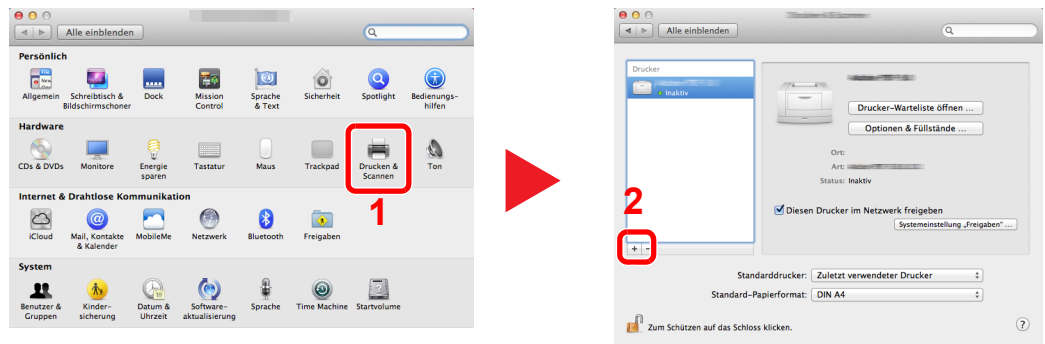 Alle einblenden
Persönlich
Allgemein
Schreibtisch &
Bildschirmschoner
Dock
Mission
Control
Sprache
& Text
Sicherheit
Spotlight
Bedienungs-
hilfen
Hardware
CDs & DVDs
Monitore
Energie
sparen
Tastatur
Maus
Trackpad
Drucken &
Scannen
Ton
1
Internet & Drahtlose Kommunikation
iCloud
Mail, Kontakte
& Kalender
MobileMe
Netzwerk
Bluetooth
Freigaben
System
Benutzer &
Gruppen
Kinder-
sicherung
Datum &
Uhrzeit
Software-
aktualisierung
Sprache
Time Machine
Startvolume
Alle einblenden
Drucker
Inaktiv
Drucker-Warteliste öffnen ...
Optionen & Füllstände ...
Ort:
Art:
Status: Inaktiv
2
Diesen Drucker im Netzwerk freigeben
Systemeinstellung „Freigaben“ ...
+ -
Standarddrucker: Zuletzt verwendeter Drucker
Standard-Papierformat: DIN A4
Zum Schützen auf das Schloss klicken.
?